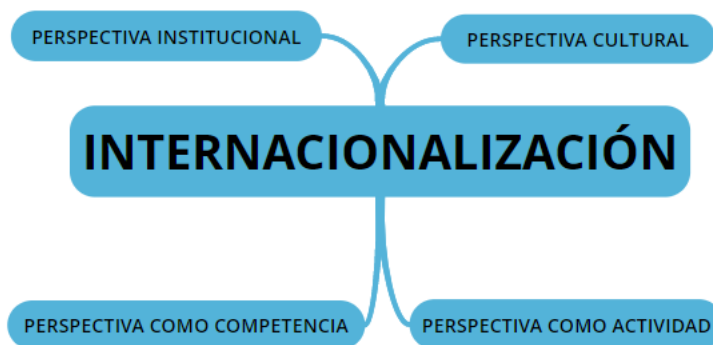 PERSPECTIVA INSTITUCIONAL
PERSPECTIVA CULTURAL
INTERNACIONALIZACIÓN
PERSPECTIVA COMO COMPETENCIA
PERSPECTIVA COMO ACTIVIDAD